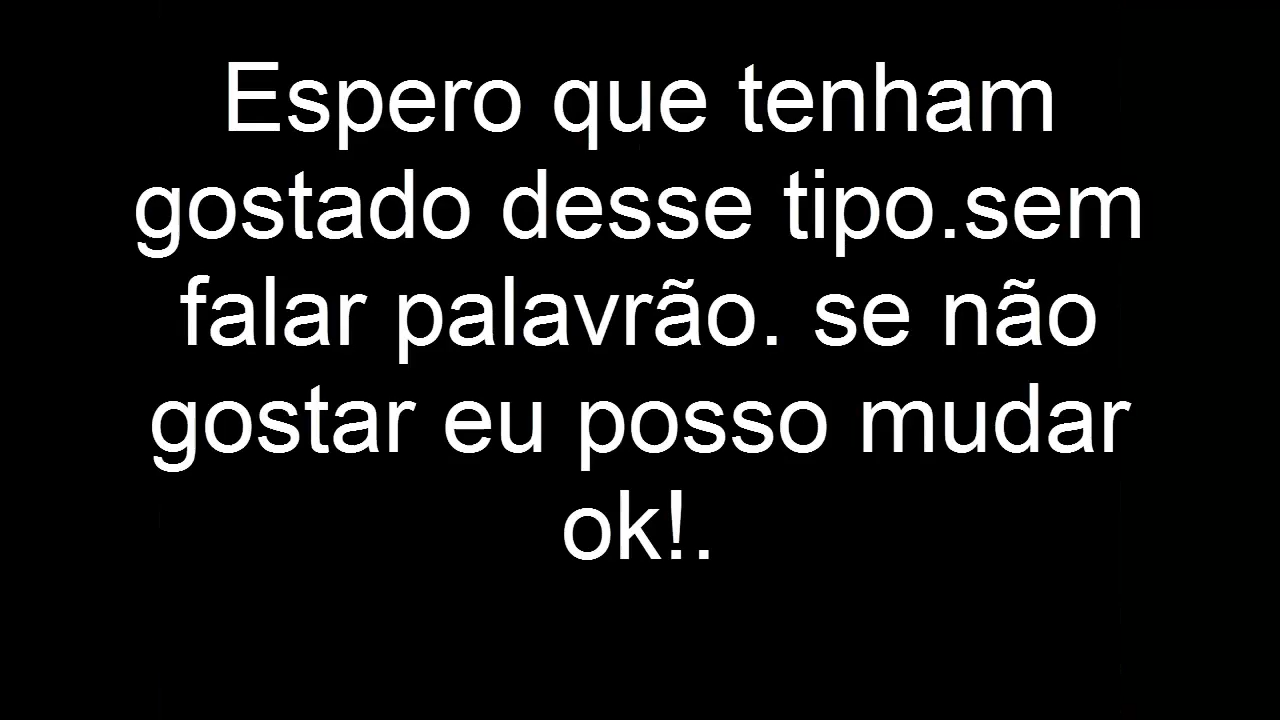 Espero que tenham
gostado desse tipo.sem
falar palavrão. se não
gostar eu posso mudar
ok!.